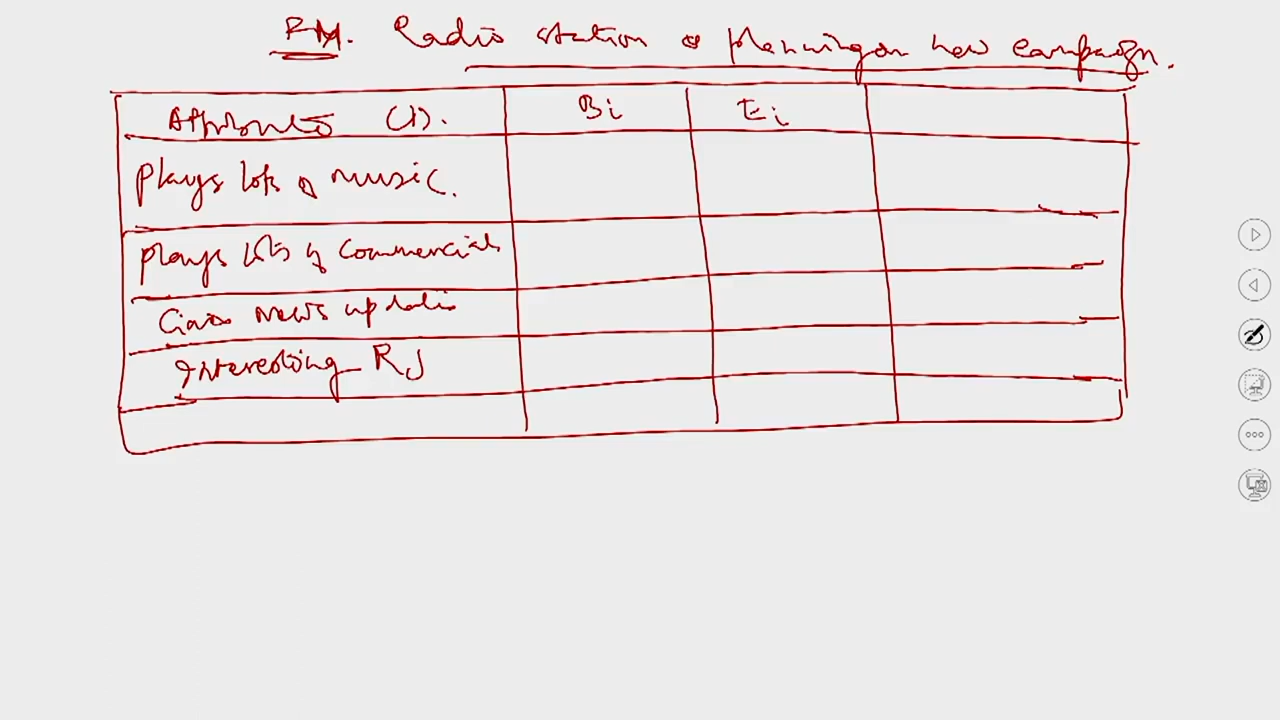 FM. Radio station is planning on new campaign.
Attributes (i). Bi Ei
Plays lots of music.
Plays lots of commercials
Gives news updates
Interesting RJ